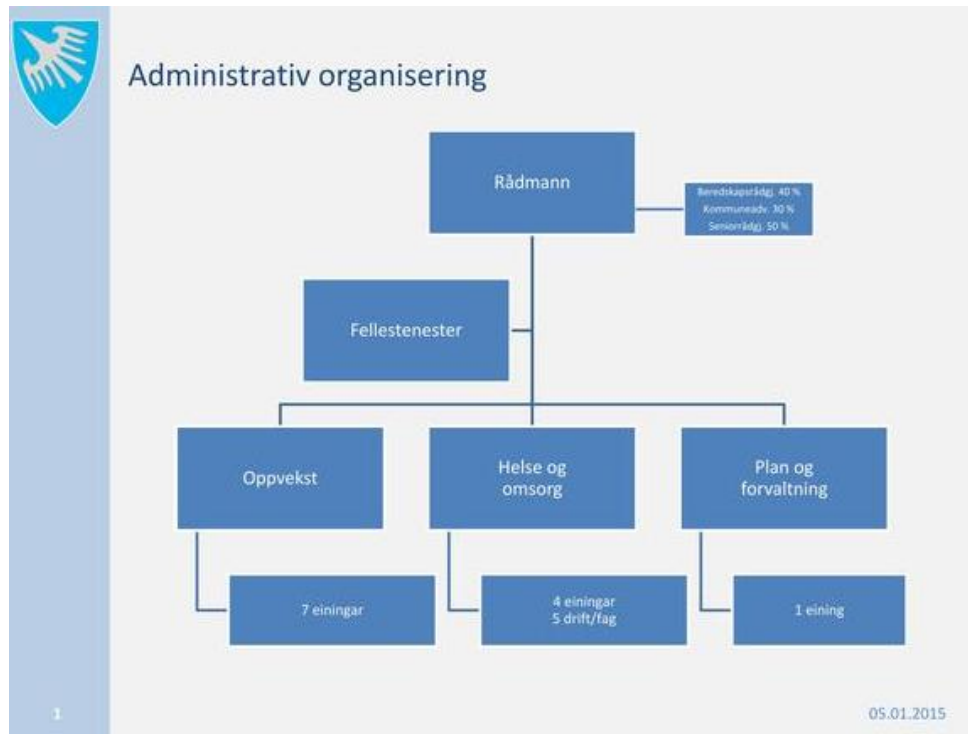 Administrativ organisering
Rådmann
Beredskapsrådgj. 40 %
Kommuneadv. 30 %
Seniorrådgj. 50 %
Fellestenester
Oppvekst
Helse og
omsorg
Plan og
forvaltning
7 einingar
4 einingar
5 drift/fag
1 eining
1
05.01.2015